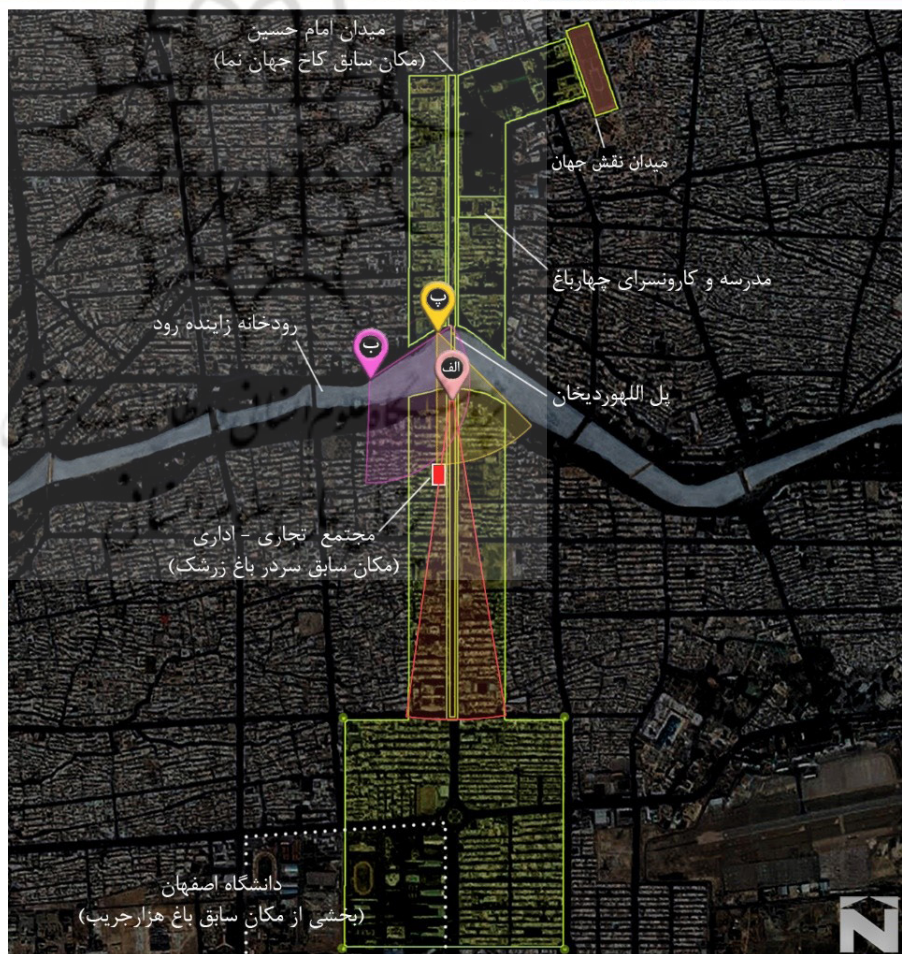 میدان امام حسین
(مکان سابق کاخ جهان نما)
میدان نقش جهان
مدرسه و کاروانسرای چهارباغ
رودخانه زاینده رود
پ
ب
الف
پل اللهوردیخان
مجتمع تجاری - اداری
(مکان سابق سردر باغ زرشک)
دانشگاه اصفهان
(بخشی از مکان سابق باغ هزارجریب)
N